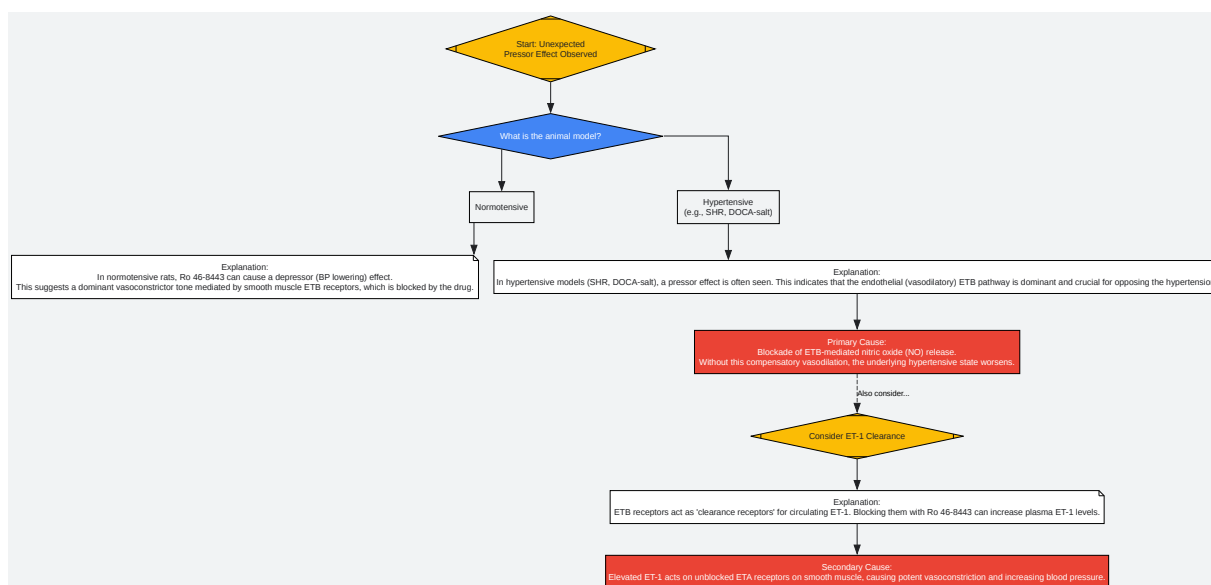 Start: Unexpected
Pressor Effect Observed
What is the animal model?
Normotensive
Hypertensive
(e.g., SHR, DOCA-salt)
Explanation:
In normotensive rats, Ro 46-8443 can cause a depressor (BP lowering) effect.
This suggests a dominant vasoconstrictor tone mediated by smooth muscle ETB receptors, which is blocked by the drug.
Explanation:
In hypertensive models (SHR, DOCA-salt), a pressor effect is often seen. This indicates that the endothelial (vasodilatory) ETB pathway is dominant and crucial for opposing the hypertensio
Primary Cause:
Blockade of ETB-mediated nitric oxide (NO) release.
Without this compensatory vasodilation, the underlying hypertensive state worsens.
Also consider...
Consider ET-1 Clearance
Explanation:
ETB receptors act as 'clearance receptors' for circulating ET-1. Blocking them with Ro 46-8443 can increase plasma ET-1 levels.
Secondary Cause:
Elevated ET-1 acts on unblocked ETA receptors on smooth muscle, causing potent vasoconstriction and increasing blood pressure.